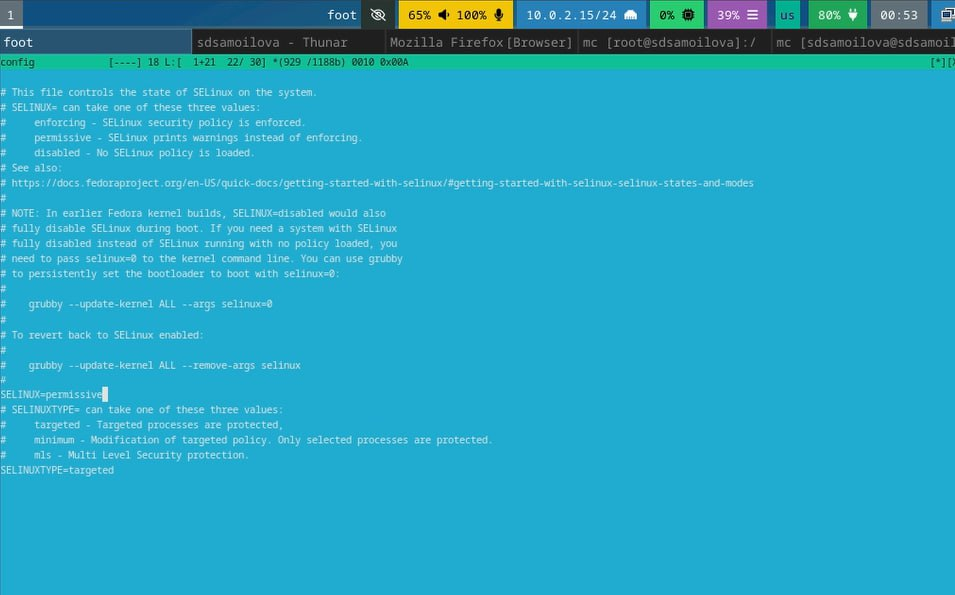 1 foot 65% 100% 10.0.2.15/24 0% 39% us 80% 00:53
foot sdsamoilova - Thunar Mozilla Firefox [Browser] mc [root@sdsamoilova]:/ mc [sdsamoilova@sdsamoil
config [----] 18 L:[ 1+21 22/ 30] *(929 /1188b) 0010 0x00A [*][X
# This file controls the state of SELinux on the system.
# SELINUX= can take one of these three values:
# enforcing - SELinux security policy is enforced.
# permissive - SELinux prints warnings instead of enforcing.
# disabled - No SELinux policy is loaded.
# See also:
# https://docs.fedoraproject.org/en-US/quick-docs/getting-started-with-selinux/#getting-started-with-selinux-selinux-states-and-modes
#
# NOTE: In earlier Fedora kernel builds, SELINUX=disabled would also
# fully disable SELinux during boot. If you need a system with SELinux
# fully disabled instead of SELinux running with no policy loaded, you
# need to pass selinux=0 to the kernel command line. You can use grubby
# to persistently set the bootloader to boot with selinux=0:
#
# grubby --update-kernel ALL --args selinux=0
#
# To revert back to SELinux enabled:
#
# grubby --update-kernel ALL --remove-args selinux
#
SELINUX=permissive
# SELINUXTYPE= can take one of these three values:
# targeted - Targeted processes are protected,
# minimum - Modification of targeted policy. Only selected processes are protected.
# mls - Multi Level Security protection.
SELINUXTYPE=targeted